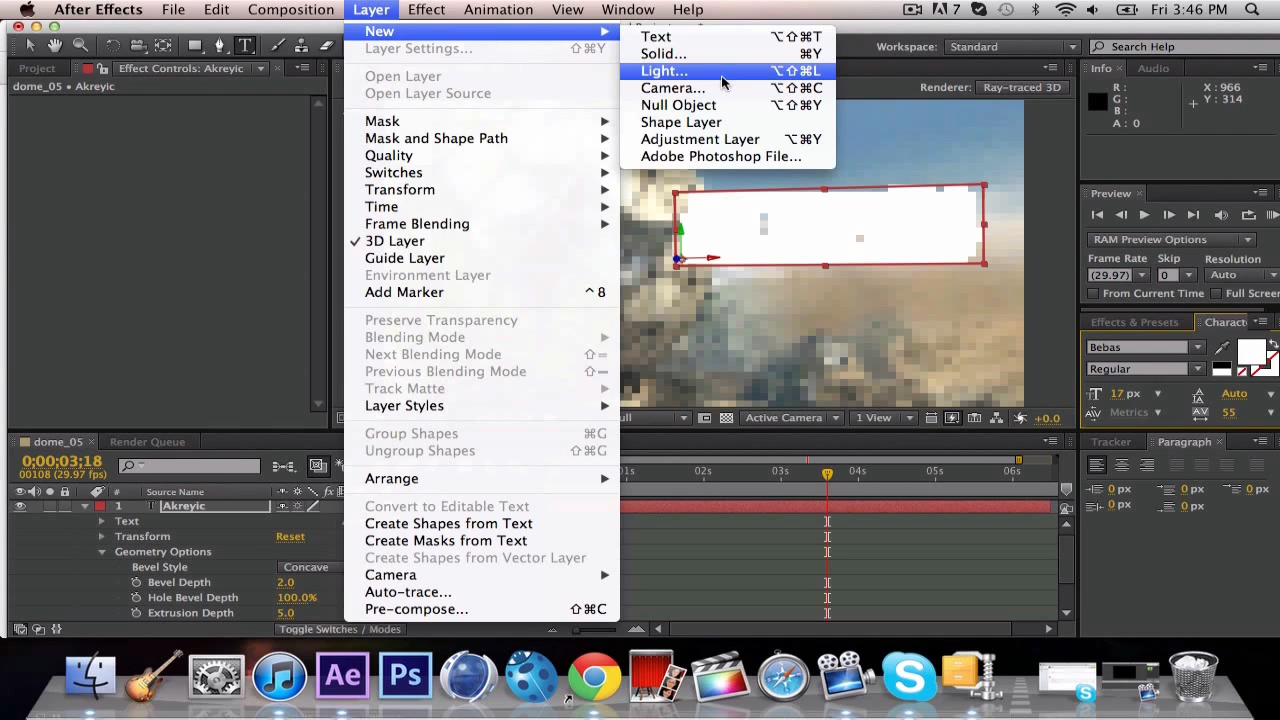 After Effects File Edit Composition Layer Effect Animation View Window Help 7 Fri 3:46 PM
Workspace: Standard Search Help
Project Effect Controls: Akreyic
dome_05 • Akreyic
New
Layer Settings... ⇧⌘Y
Open Layer
Open Layer Source
Mask
Mask and Shape Path
Quality
Switches
Transform
Time
Frame Blending
✓ 3D Layer
Guide Layer
Environment Layer
Add Marker ^8
Preserve Transparency
Blending Mode
Next Blending Mode ⇧=
Previous Blending Mode ⇧−
Track Matte
Layer Styles
Group Shapes ⌘G
Ungroup Shapes ⇧⌘G
Arrange
Convert to Editable Text
Create Shapes from Text
Create Masks from Text
Create Shapes from Vector Layer
Camera
Auto-trace...
Pre-compose... ⇧⌘C
Text ⌥⇧⌘T
Solid... ⌘Y
Light... ⌥⇧⌘L
Camera... ⌥⇧⌘C
Null Object ⌥⇧⌘Y
Shape Layer
Adjustment Layer ⌥⌘Y
Adobe Photoshop File...
Renderer: Ray-traced 3D
Info Audio
R:
G:
B:
A: 0
X: 966
Y: 314
Preview
RAM Preview Options
Frame Rate Skip Resolution
(29.97) 0 Auto
From Current Time Full Screen
Effects & Presets Charact
Bebas
Regular
17 px Auto
Metrics 55
ull Active Camera 1 View +0.0
Tracker Paragraph
0 px 0 px 0 px
0 px 0 px
dome_05 Render Queue
0;00;03;18
00108 (29.97 fps)
# Source Name
1 T Akreyic
Text
Transform Reset
Geometry Options
Bevel Style Concave
Bevel Depth 2.0
Hole Bevel Depth 100.0%
Extrusion Depth 5.0
Toggle Switches / Modes
01s 02s 03s 04s 05s 06s
Ae Ps